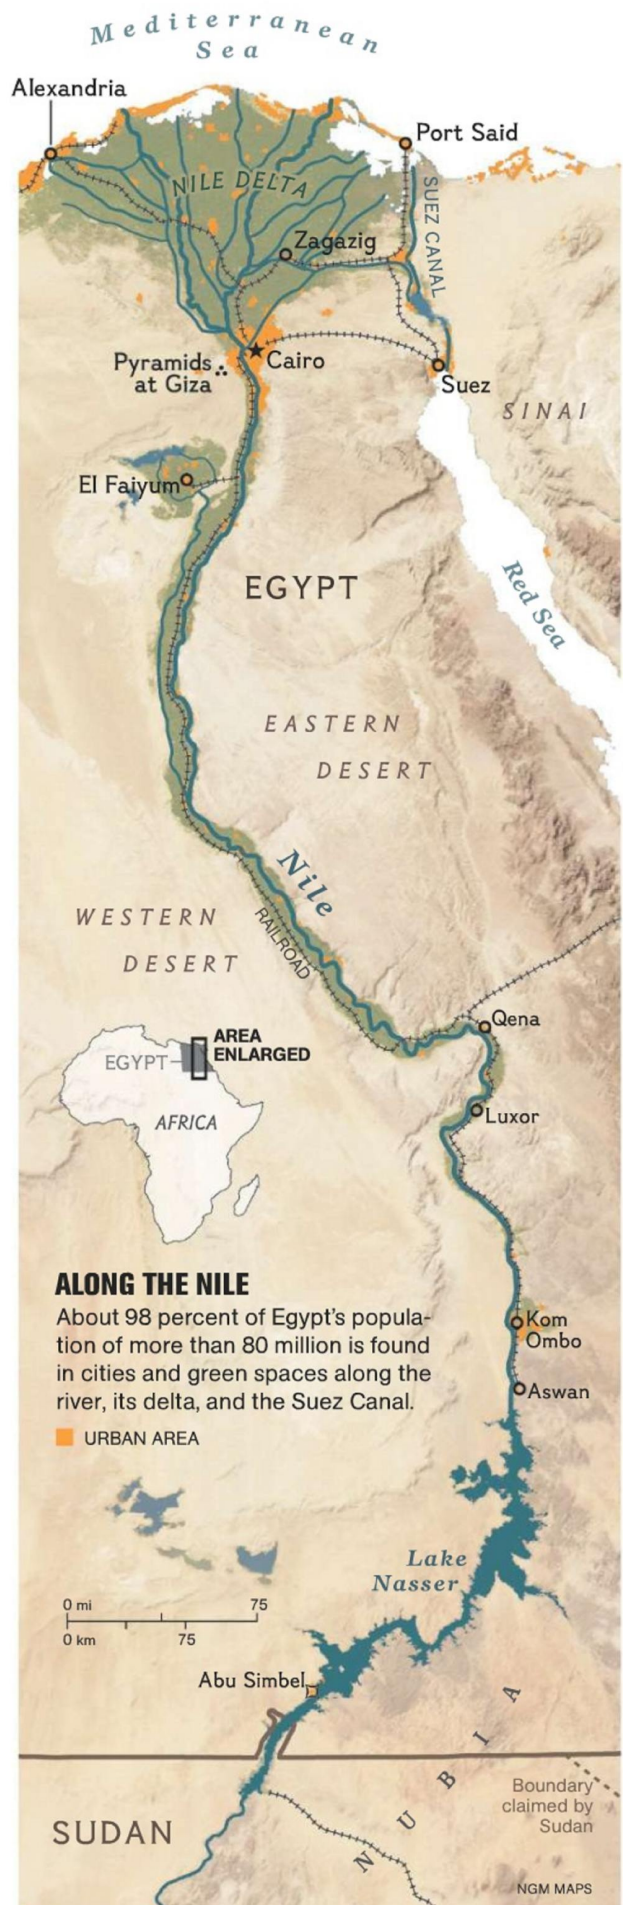 Mediterranean
Sea
Alexandria
Port Said
NILE DELTA
SUEZ CANAL
Zagazig
Pyramids
at Giza
Cairo
Suez
SINAI
El Faiyum
EGYPT
Red Sea
EASTERN
DESERT
Nile
WESTERN
DESERT
RAILROAD
Qena
AREA
ENLARGED
EGYPT
AFRICA
Luxor
ALONG THE NILE
About 98 percent of Egypt's popula-
tion of more than 80 million is found
in cities and green spaces along the
river, its delta, and the Suez Canal.
URBAN AREA
Kom
Ombo
Aswan
Lake
Nasser
0 mi 75
0 km 75
Abu Simbel
NUBIA
Boundary
claimed by
Sudan
SUDAN
NGM MAPS